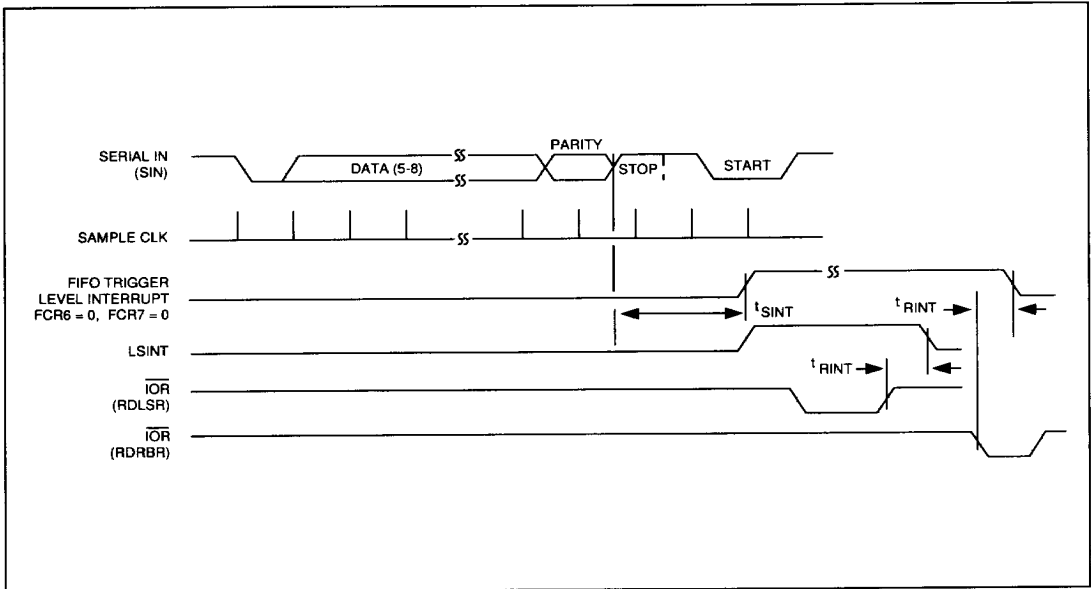 PARITY
SERIAL IN
(SIN)
DATA (5-8)
STOP
START
SAMPLE CLK
FIFO TRIGGER
LEVEL INTERRUPT
FCR6 = 0, FCR7 = 0
tSINT
tRINT
LSINT
tRINT
IOR
(RDLSR)
IOR
(RDRBR)